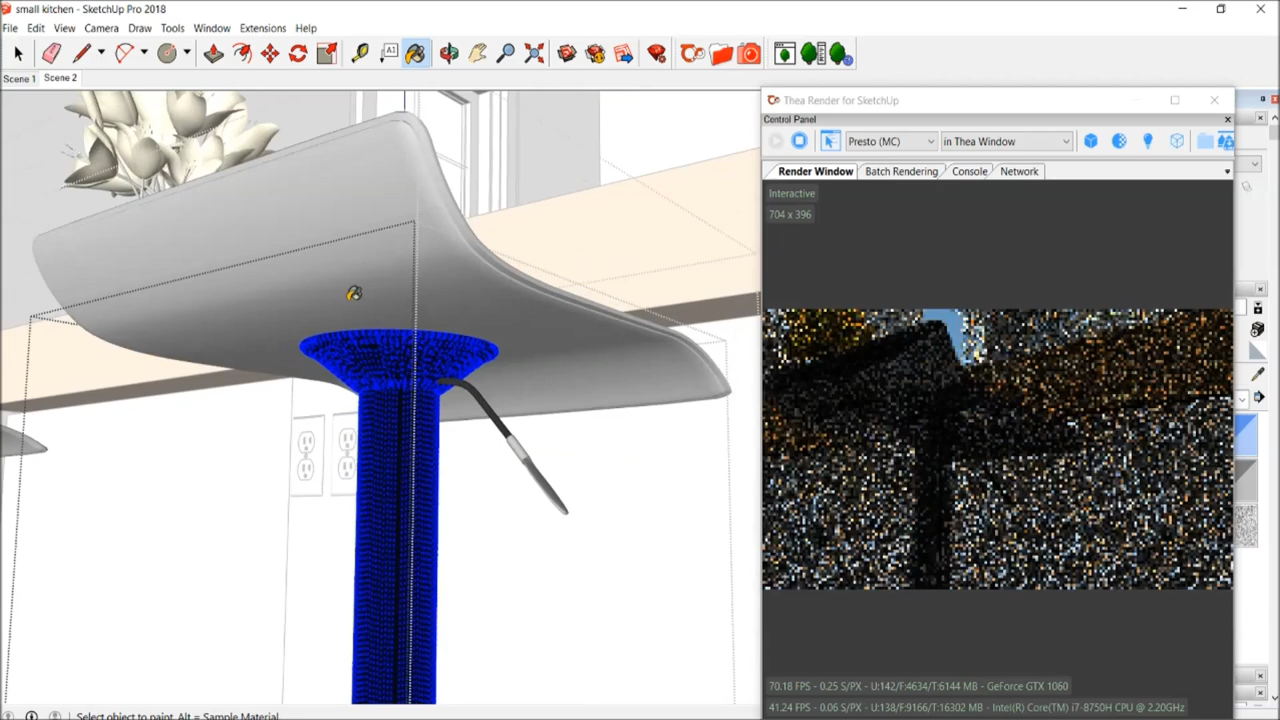 small kitchen - SketchUp Pro 2018
File Edit View Camera Draw Tools Window Extensions Help
A1
Scene 1 Scene 2
Thea Render for SketchUp
Control Panel
Presto (MC) in Thea Window
Render Window Batch Rendering Console Network
Interactive
704 x 396
70.18 FPS - 0.25 S/PX - U:142/F:4634/T:6144 MB - GeForce GTX 1060
41.24 FPS - 0.06 S/PX - U:138/F:9166/T:16302 MB - Intel(R) Core(TM) i7-8750H CPU @ 2.20GHz
Select object to paint. Alt = Sample Material